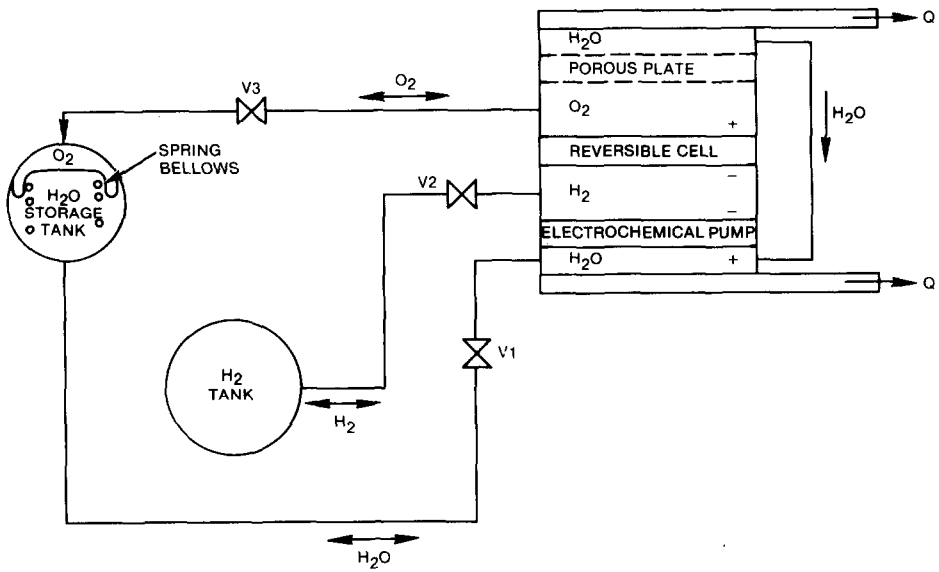 Q
H2O
POROUS PLATE
O2
V3
O2
+
H2O
SPRING
BELLOWS
O2
H2O
STORAGE
TANK
REVERSIBLE CELL
V2
−
H2
−
ELECTROCHEMICAL PUMP
H2O
+
Q
V1
H2
TANK
H2
H2O